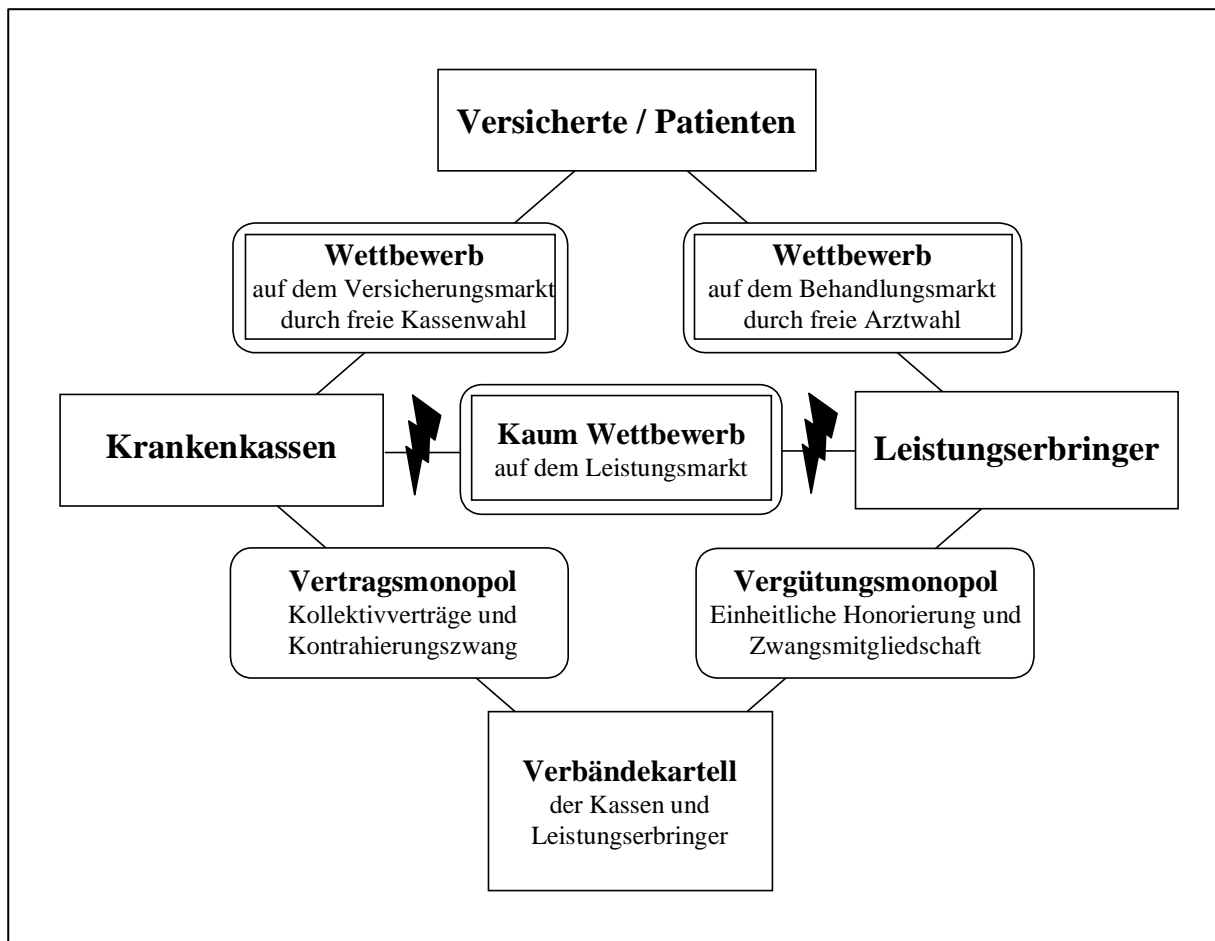 Versicherte / Patienten
Wettbewerb
auf dem Versicherungsmarkt
durch freie Kassenwahl
Wettbewerb
auf dem Behandlungsmarkt
durch freie Arztwahl
Krankenkassen
Kaum Wettbewerb
auf dem Leistungsmarkt
Leistungserbringer
Vertragsmonopol
Kollektivverträge und
Kontrahierungszwang
Vergütungsmonopol
Einheitliche Honorierung und
Zwangsmitgliedschaft
Verbändekartell
der Kassen und
Leistungserbringer